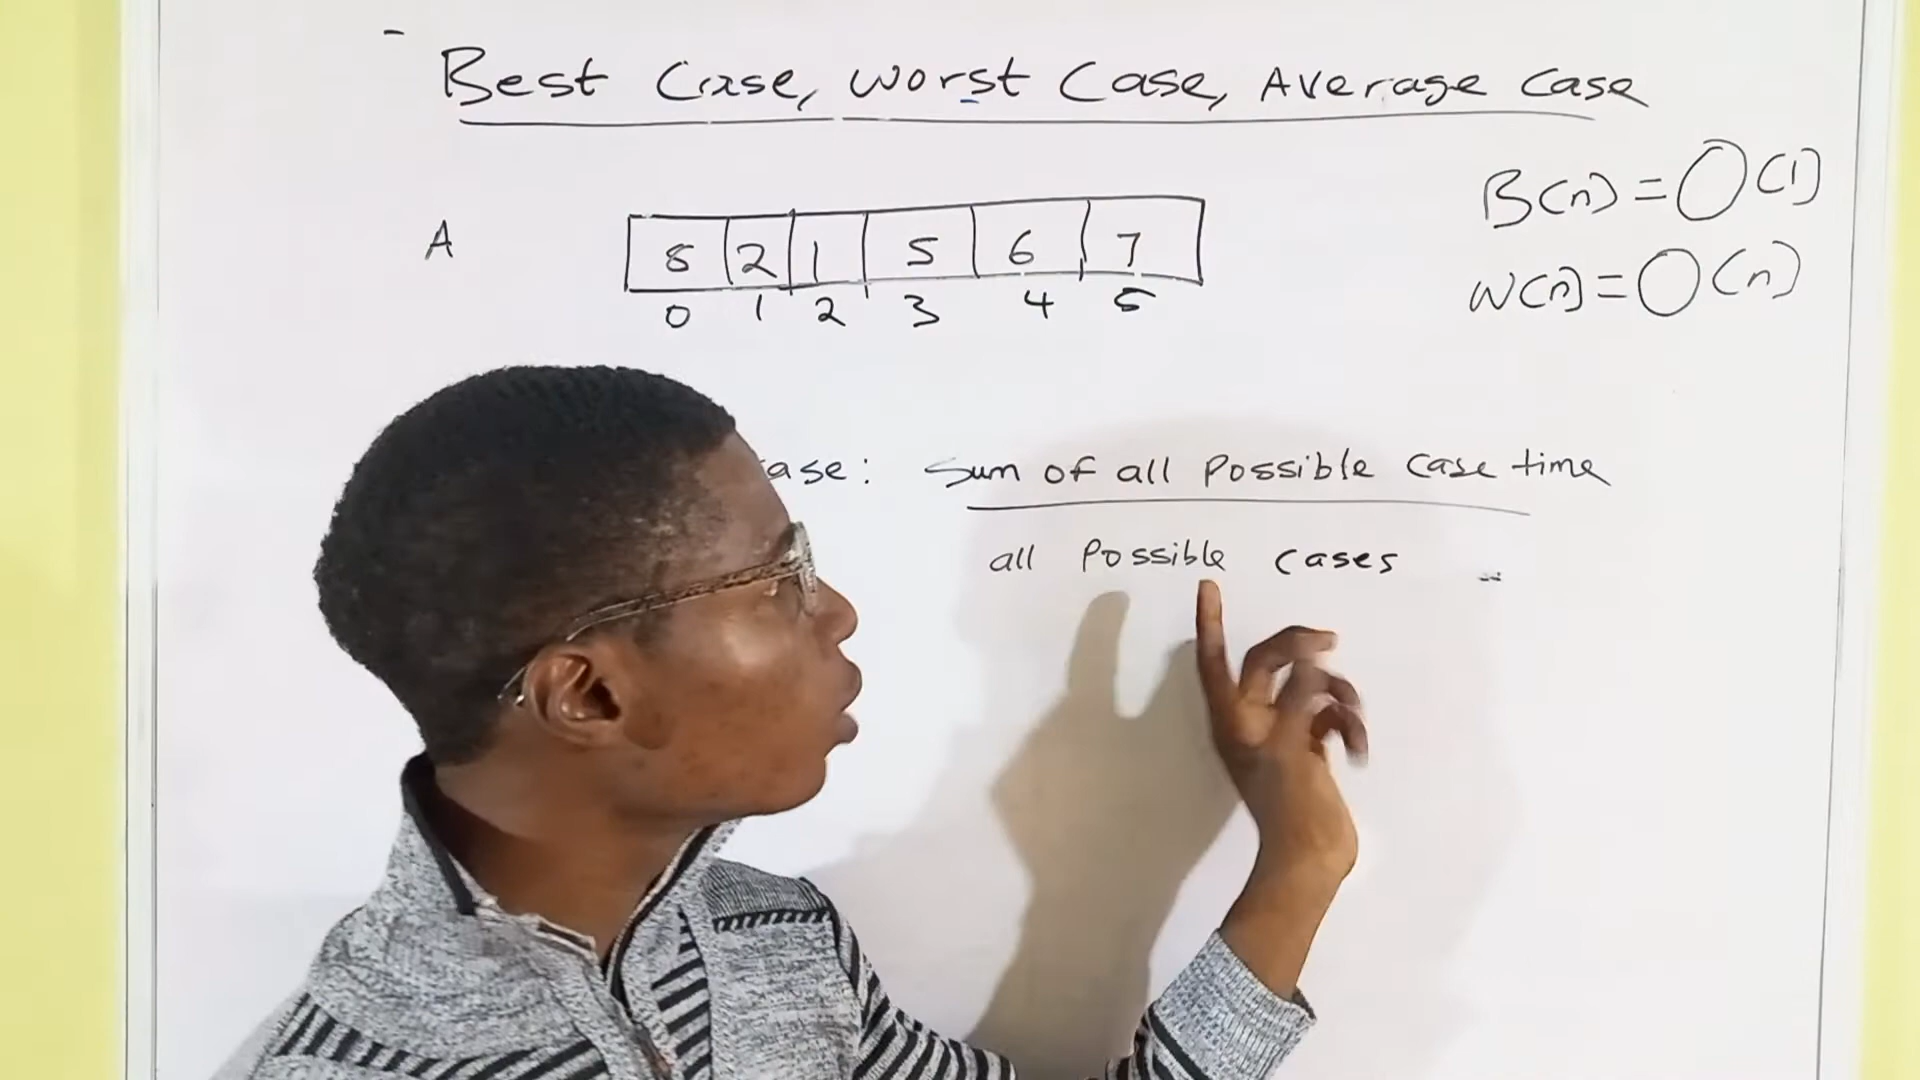 Best Case, Worst Case, Average Case
B(n) = O(1)
A
8 2 1 5 6 7
0 1 2 3 4 5
W(n) = O(n)
ase: Sum of all Possible Case time
all Possible cases